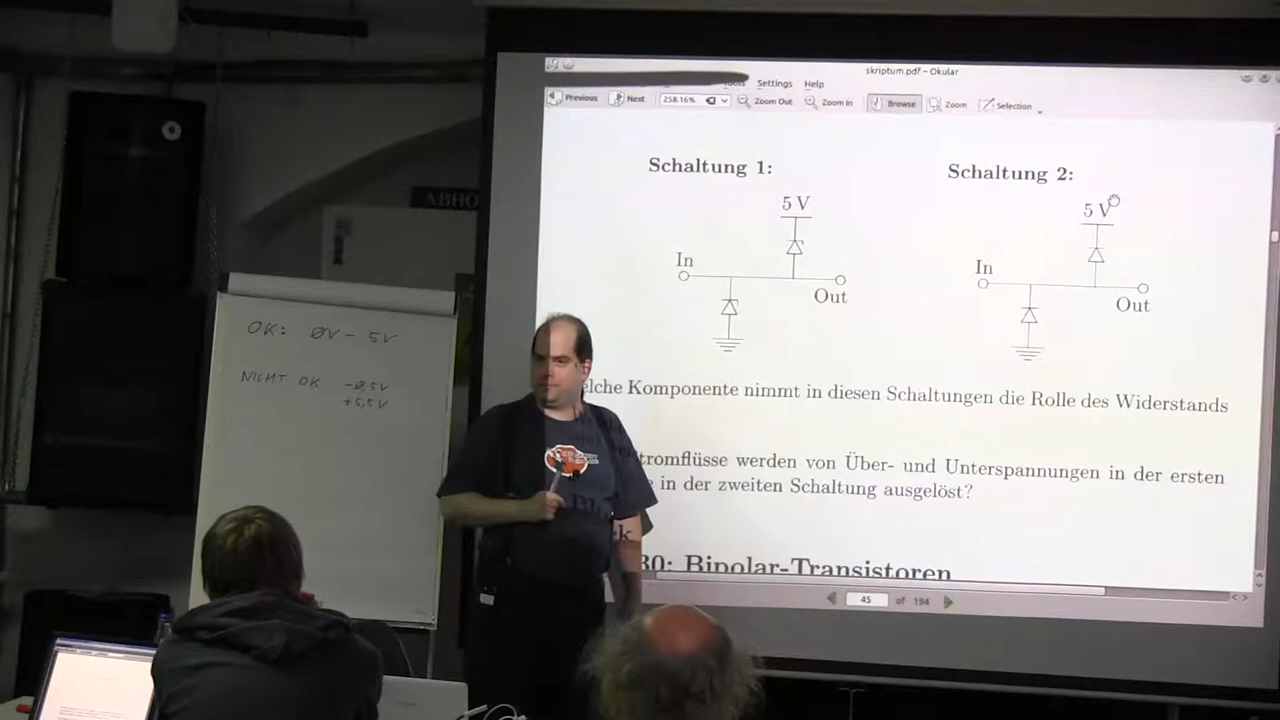 skriptum.pdf – Okular
Settings Help
Previous Next 258.16% Zoom Out Zoom In Browse Zoom Selection
Schaltung 1: Schaltung 2:
5 V 5 V
In In
Out Out
elche Komponente nimmt in diesen Schaltungen die Rolle des Widerstands
tromflüsse werden von Über- und Unterspannungen in der ersten
in der zweiten Schaltung ausgelöst?
30: Bipolar-Transistoren
45 of 194
ABHO
OK: 0V – 5V
NICHT OK -0,5V
+5,5V